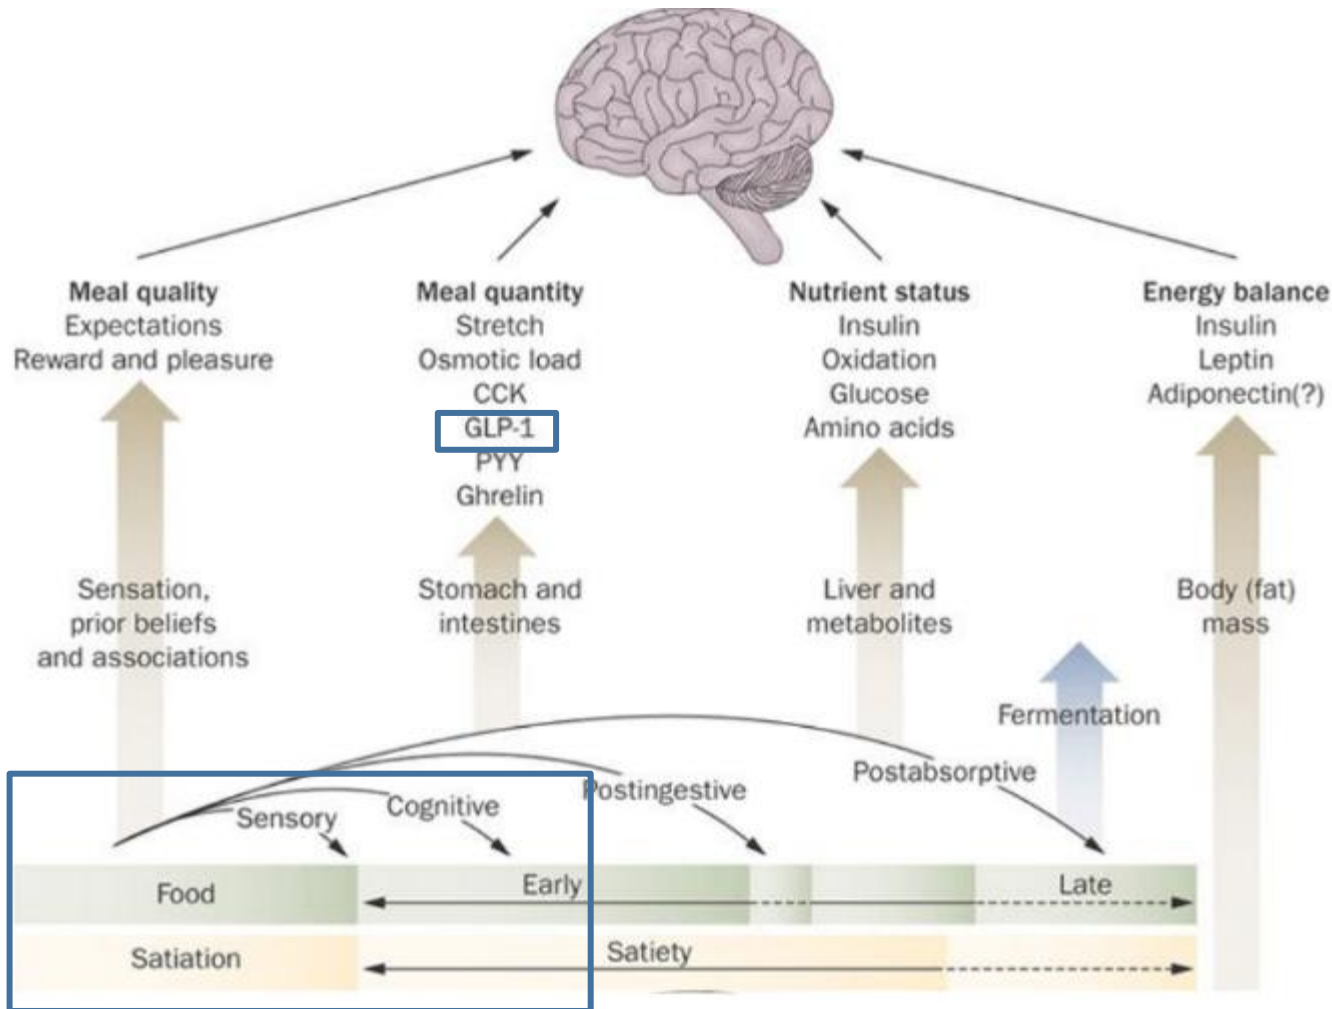 Meal quality
Expectations
Reward and pleasure
Meal quantity
Stretch
Osmotic load
CCK
GLP-1
PYY
Ghrelin
Nutrient status
Insulin
Oxidation
Glucose
Amino acids
Energy balance
Insulin
Leptin
Adiponectin(?)
Sensation,
prior beliefs
and associations
Stomach and
intestines
Liver and
metabolites
Body (fat)
mass
Fermentation
Sensory
Cognitive
Postingestive
Postabsorptive
Food
Early
Late
Satiation
Satiety